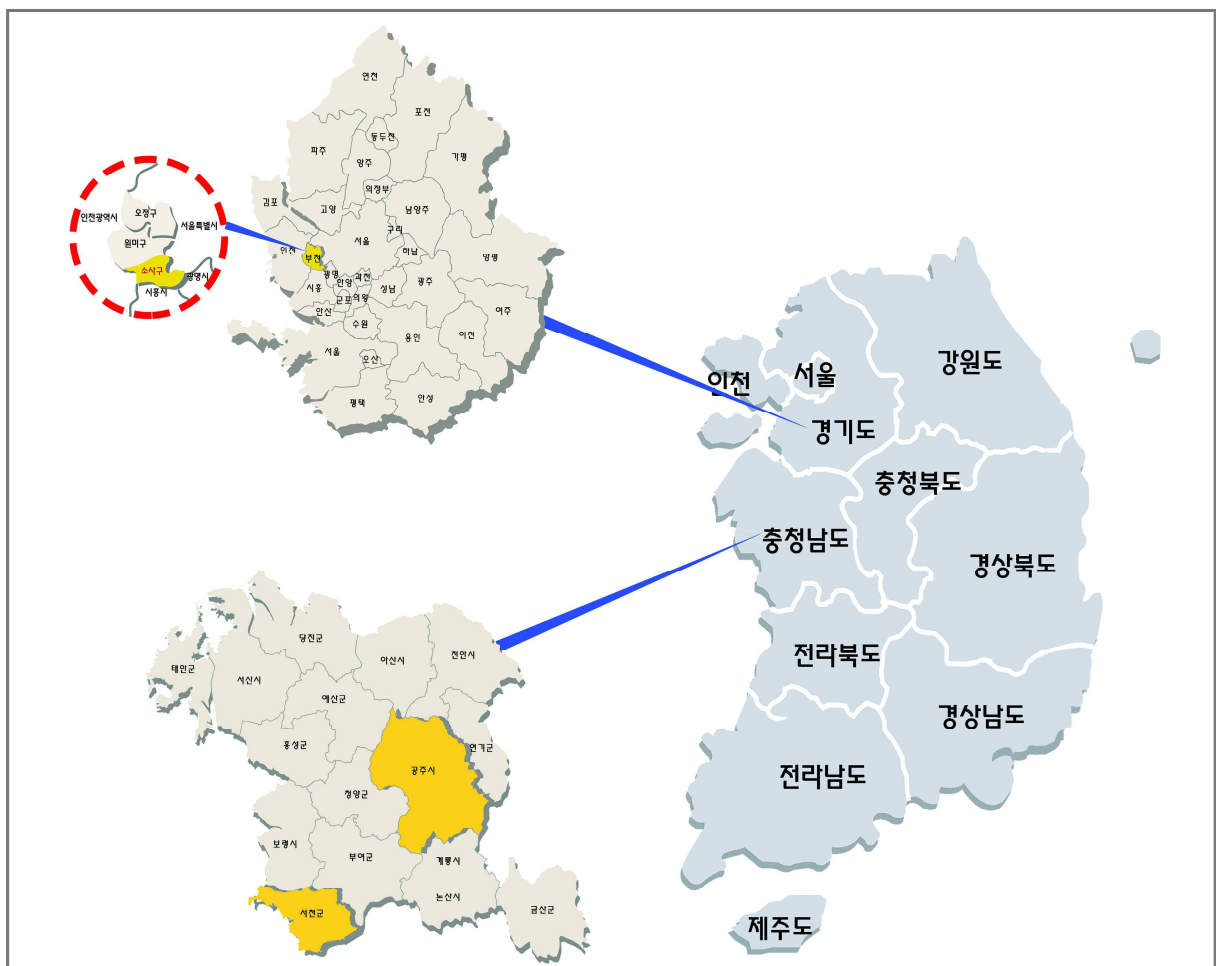 연천
포천
동두천
파주
가평
양주
의정부
김포
고양
남양주
구리
서울
하남
인천
부천
양평
광명
안양
과천
시흥
성남
광주
군포
의왕
안산
여주
수원
용인
이천
서울
오산
평택
안성
오정구
인천광역시
서울특별시
원미구
소사구
광명시
시흥시
강원도
인천
서울
경기도
충청북도
충청남도
경상북도
전라북도
경상남도
전라남도
제주도
당진군
아산시
천안시
태안군
서산시
예산군
홍성군
연기군
공주시
청양군
보령시
부여군
계룡시
논산시
서천군
금산군